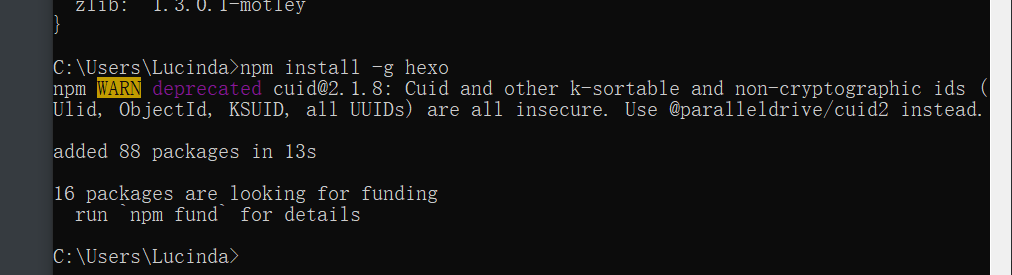 zlib: '1.3.0.1-motley'
}
C:\Users\Lucinda>npm install -g hexo
npm WARN deprecated cuid@2.1.8: Cuid and other k-sortable and non-cryptographic ids (
Ulid, ObjectId, KSUID, all UUIDs) are all insecure. Use @paralleldrive/cuid2 instead.
added 88 packages in 13s
16 packages are looking for funding
run `npm fund` for details
C:\Users\Lucinda>